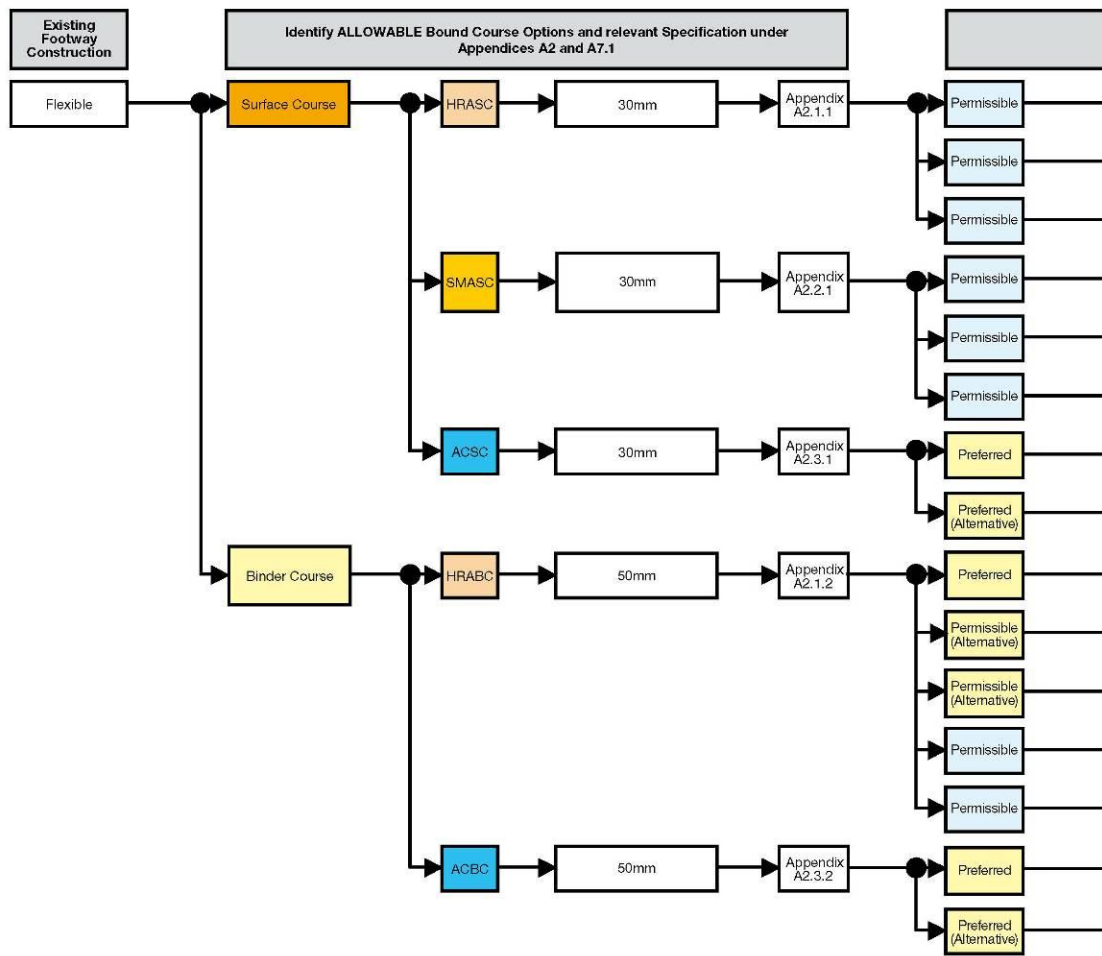 Existing
Footway
Construction
Identify ALLOWABLE Bound Course Options and relevant Specification under
Appendices A2 and A7.1
Flexible
Surface Course
HRASC
30mm
Appendix
A2.1.1
Permissible
Permissible
Permissible
SMASC
30mm
Appendix
A2.2.1
Permissible
Permissible
Permissible
ACSC
30mm
Appendix
A2.3.1
Preferred
Preferred
(Alternative)
Binder Course
HRABC
50mm
Appendix
A2.1.2
Preferred
Permissible
(Alternative)
Permissible
(Alternative)
Permissible
Permissible
ACBC
50mm
Appendix
A2.3.2
Preferred
Preferred
(Alternative)